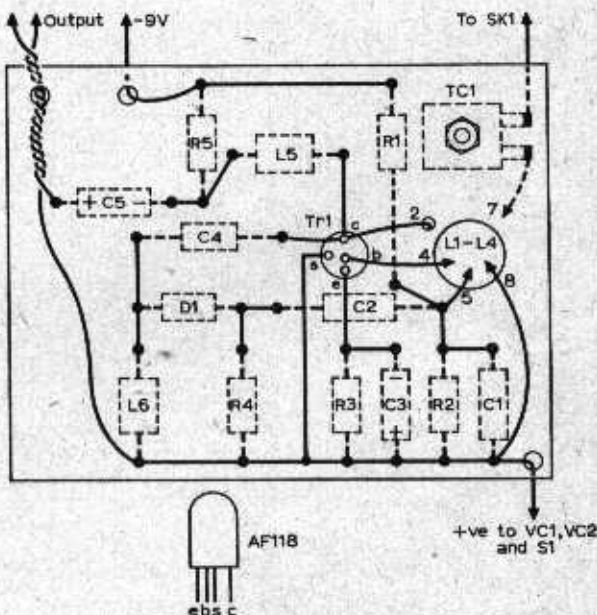 Output
-9V
To SK1
TC1
R5
L5
R1
+ C5 -
Tr1
c
2
7
C4
s
b
4
L1-L4
8
e
5
D1
C2
L6
R4
R3
-
C3
+
R2
C1
+ve to VC1,VC2
and S1
AF118
ebs c